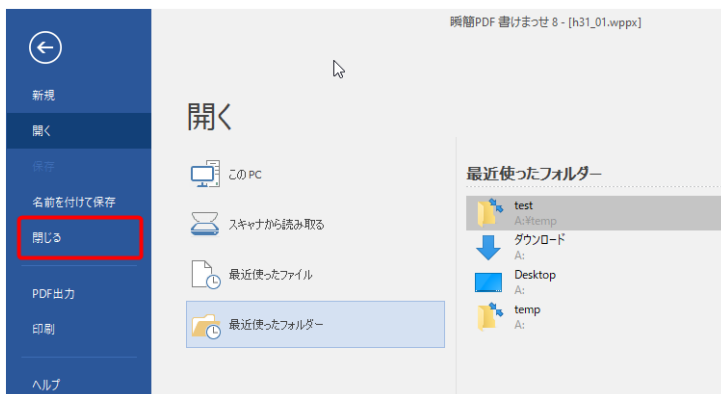 瞬簡PDF 書けまっせ 8 - [h31_01.wppx]
新規
開く
保存
名前を付けて保存
閉じる
PDF出力
印刷
ヘルプ
開く
この PC
スキャナから読み取る
最近使ったファイル
最近使ったフォルダー
最近使ったフォルダー
test
A:¥temp
ダウンロード
A:
Desktop
A:
temp
A: